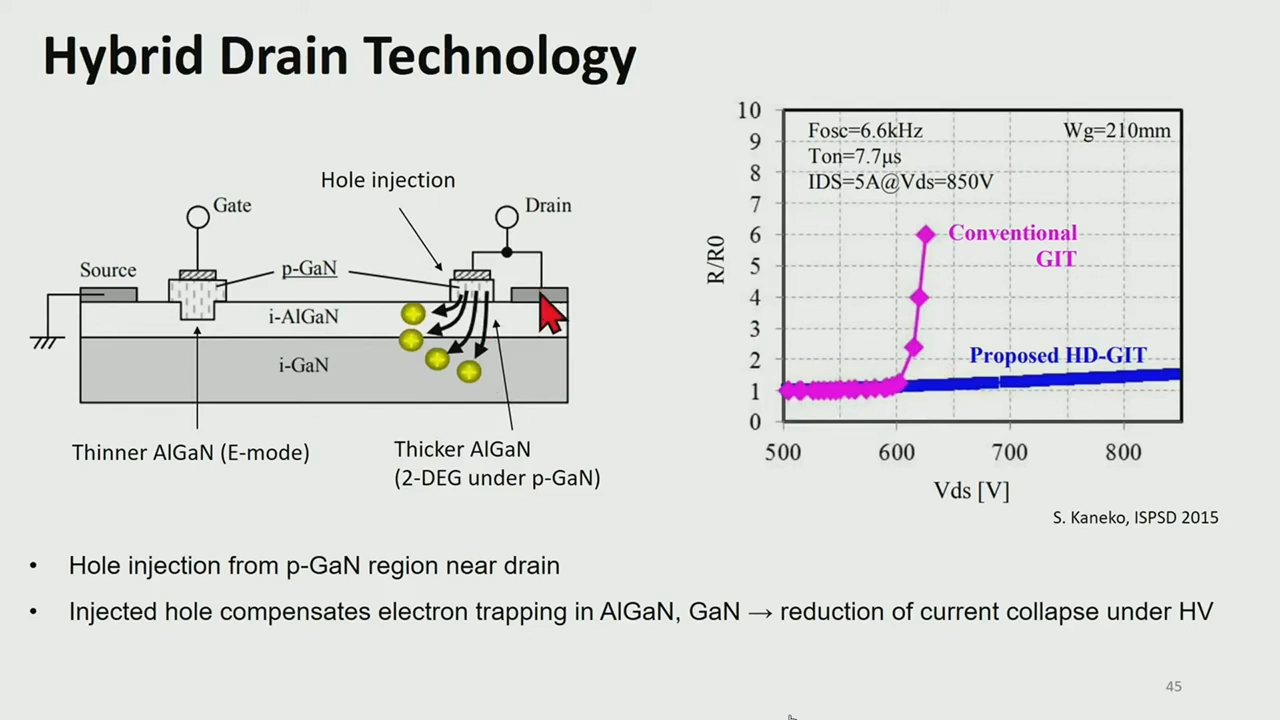 Hybrid Drain Technology
Hole injection
Gate
Drain
Source
p-GaN
i-AlGaN
i-GaN
Thinner AlGaN (E-mode)
Thicker AlGaN
(2-DEG under p-GaN)
10
9
8
7
6
5
4
3
2
1
0
R/R0
Fosc=6.6kHz
Wg=210mm
Ton=7.7μs
IDS=5A@Vds=850V
Conventional
GIT
Proposed HD-GIT
500 600 700 800
Vds [V]
S. Kaneko, ISPSD 2015
• Hole injection from p-GaN region near drain
• Injected hole compensates electron trapping in AlGaN, GaN → reduction of current collapse under HV
45